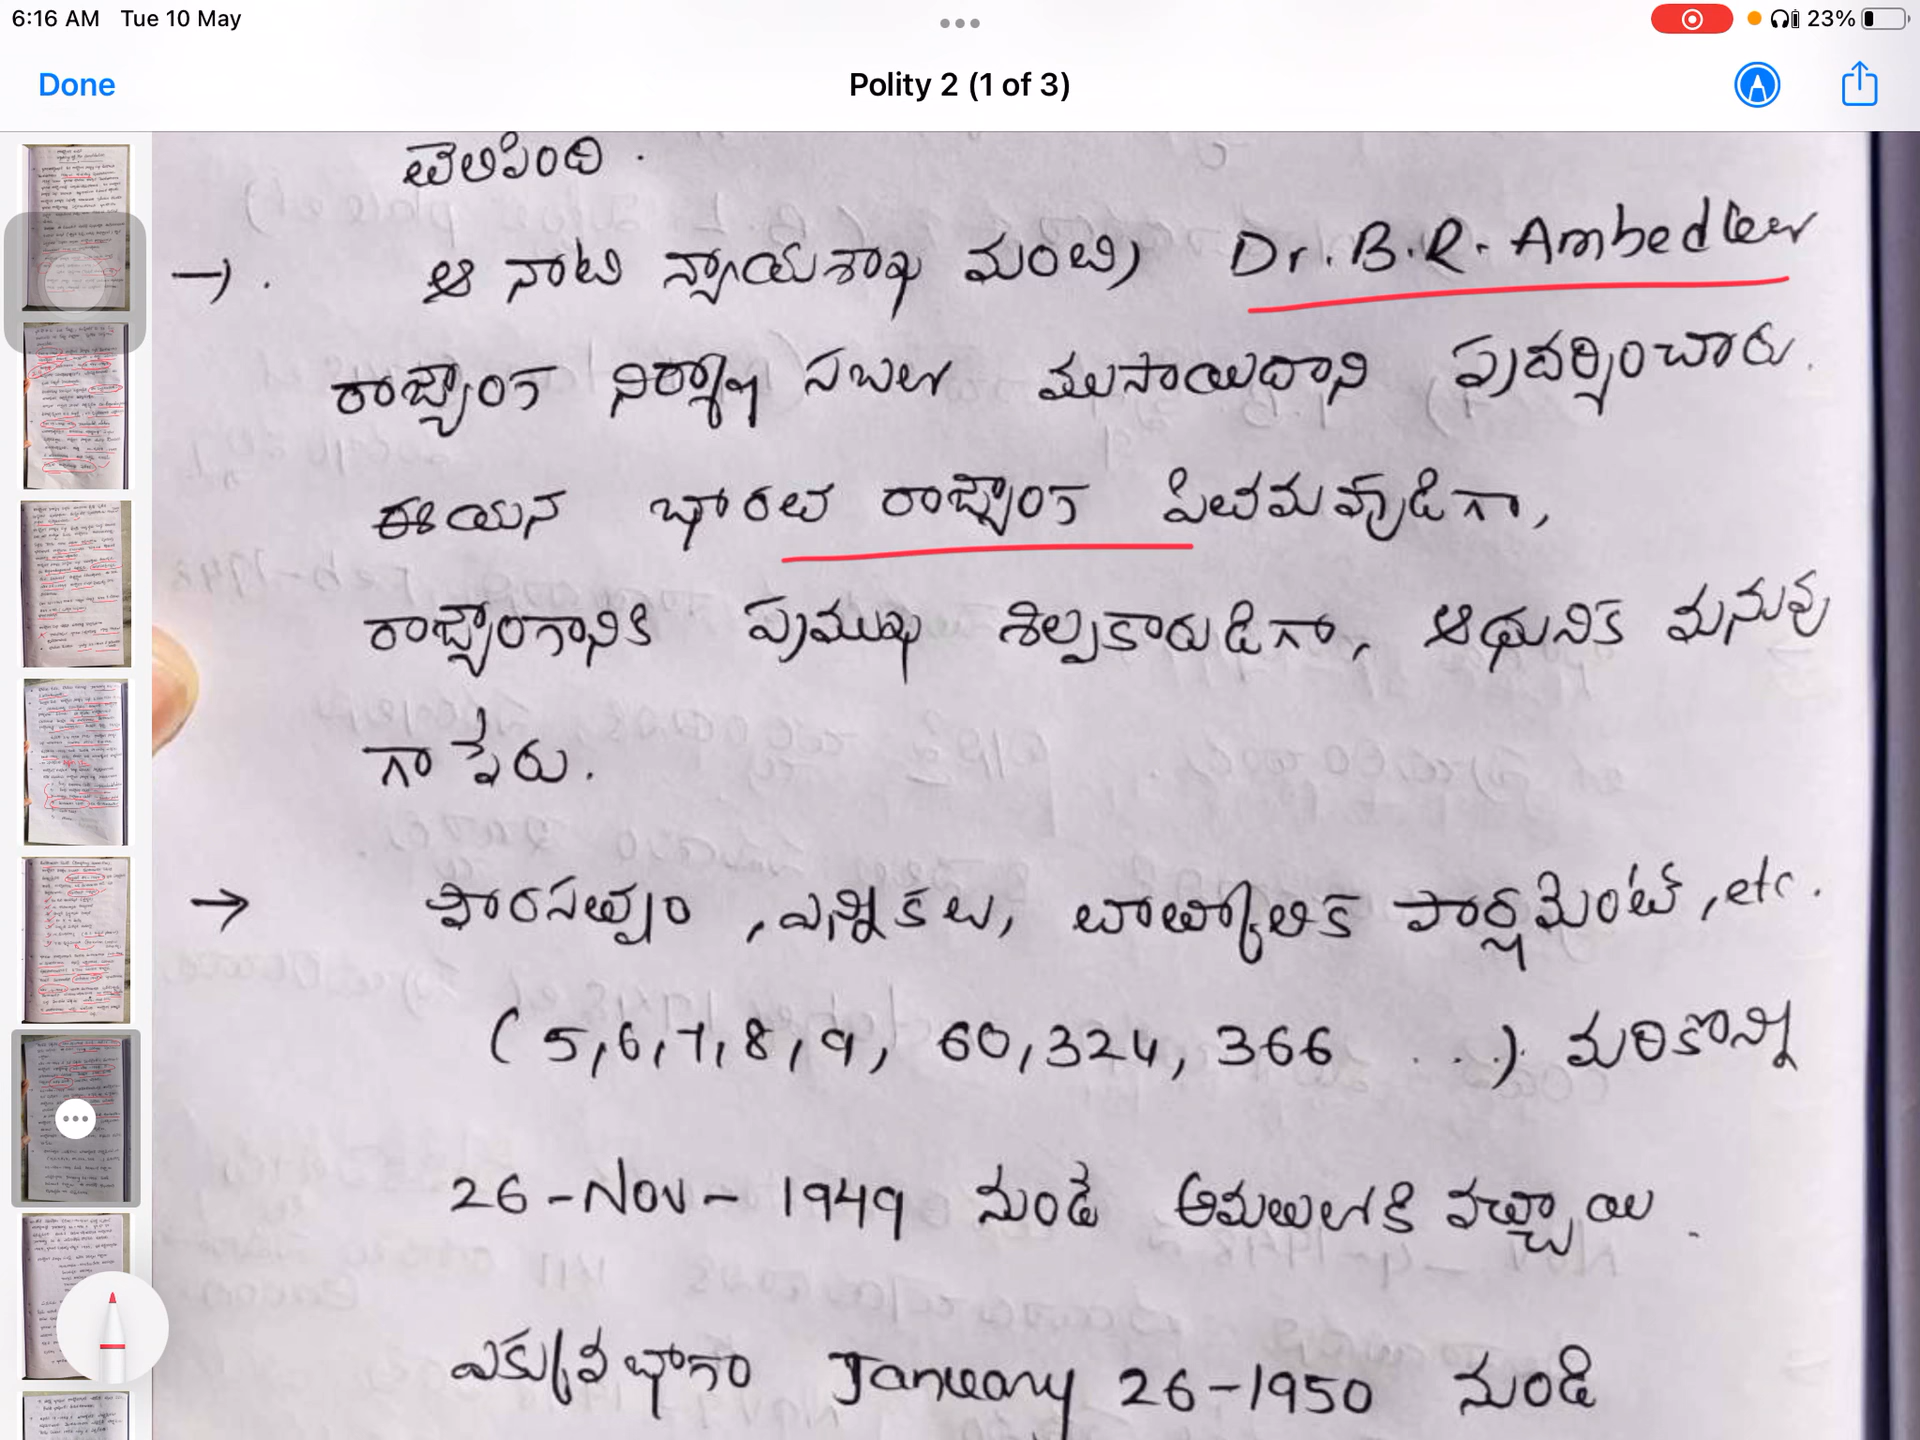 6:16 AM Tue 10 May
23%
Done
Polity 2 (1 of 3)
తెలిపింది.
→. ఆ నాటి న్యాయశాఖ మంత్రి Dr. B.R. Ambedkar
రాజ్యాంగ నిర్మాణ సభలో ముసాయిదాని ప్రదర్శించారు.
ఈయన భారత రాజ్యాంగ పితామహుడిగా,
రాజ్యాంగానికి ప్రముఖ శిల్పకారుడిగా, ఆధునిక మనువు
గా పేరు.
→ పౌరసత్వం, ఎన్నికలు, తాత్కాలిక పార్లమెంట్, etc.
(5,6,7,8,9, 60,324, 366 ...) మరికొన్ని
26-Nov-1949 నుండే అమలులోకి వచ్చాయి.
ఎక్కువ భాగం January 26-1950 నుండి